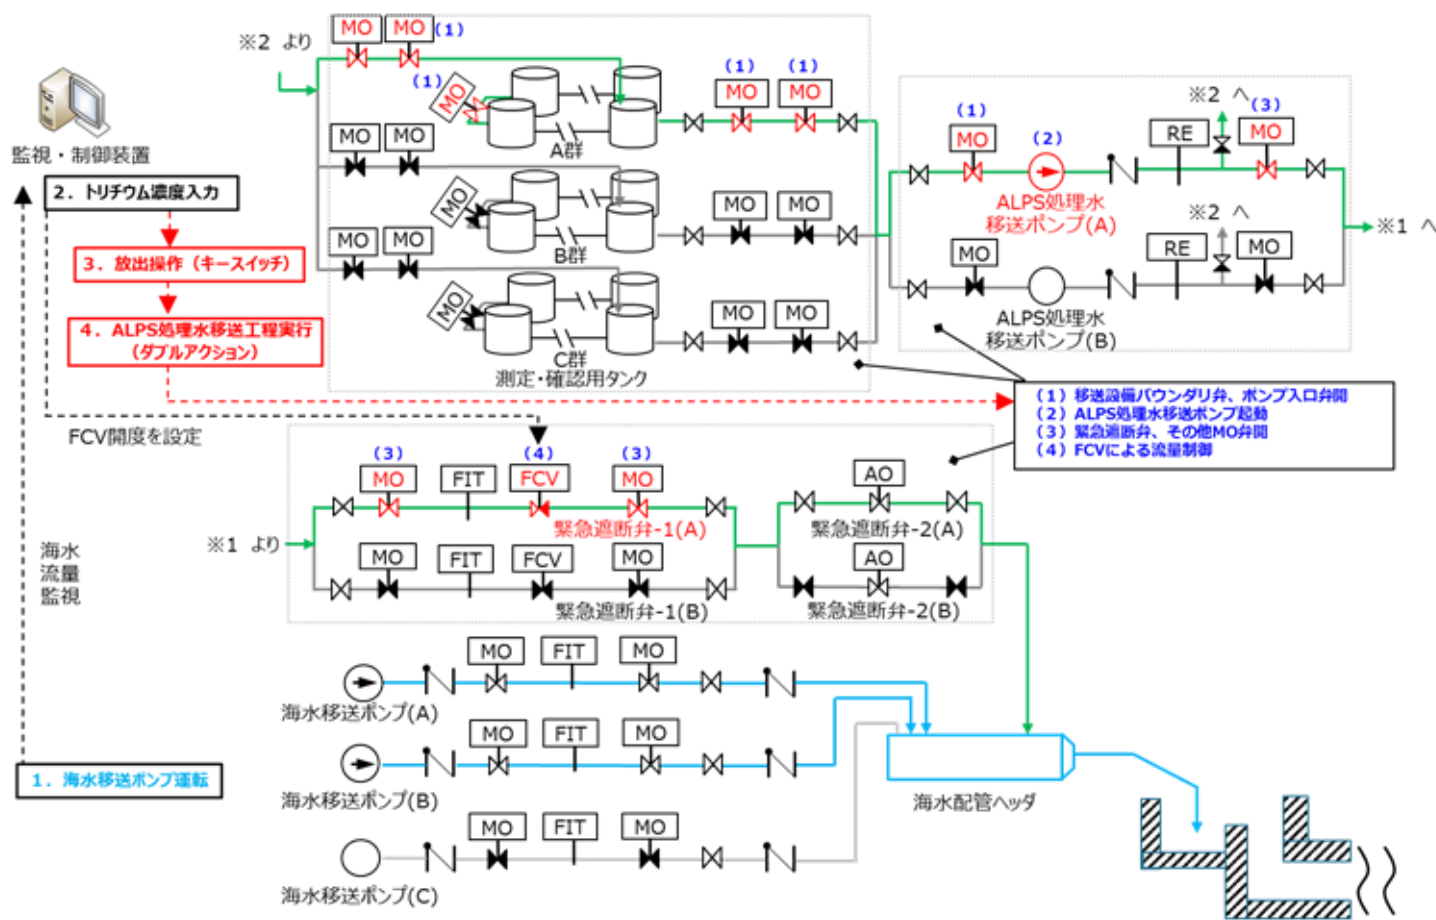 ※2 より
MO
MO
(1)
(1)
MO
(1)
(1)
MO
MO
A群
監視・制御装置
MO
MO
MO
MO
MO
B群
MO
MO
MO
MO
MO
C群
測定・確認用タンク
(1)
MO
(2)
ALPS処理水
移送ポンプ(A)
RE
※2 へ
(3)
MO
※1 へ
MO
ALPS処理水
移送ポンプ(B)
RE
※2 へ
MO
2. トリチウム濃度入力
3. 放出操作(キースイッチ)
4. ALPS処理水移送工程実行
(ダブルアクション)
(1)移送設備バウンダリ弁、ポンプ入口弁開
(2)ALPS処理水移送ポンプ起動
(3)緊急遮断弁、その他MO弁開
(4)FCVによる流量制御
FCV開度を設定
(3)
MO
FIT
(4)
FCV
(3)
MO
緊急遮断弁-1(A)
AO
緊急遮断弁-2(A)
※1 より
MO
FIT
FCV
MO
緊急遮断弁-1(B)
AO
緊急遮断弁-2(B)
海水
流量
監視
MO
FIT
MO
海水移送ポンプ(A)
MO
FIT
MO
海水移送ポンプ(B)
1. 海水移送ポンプ運転
海水配管ヘッダ
MO
FIT
MO
海水移送ポンプ(C)